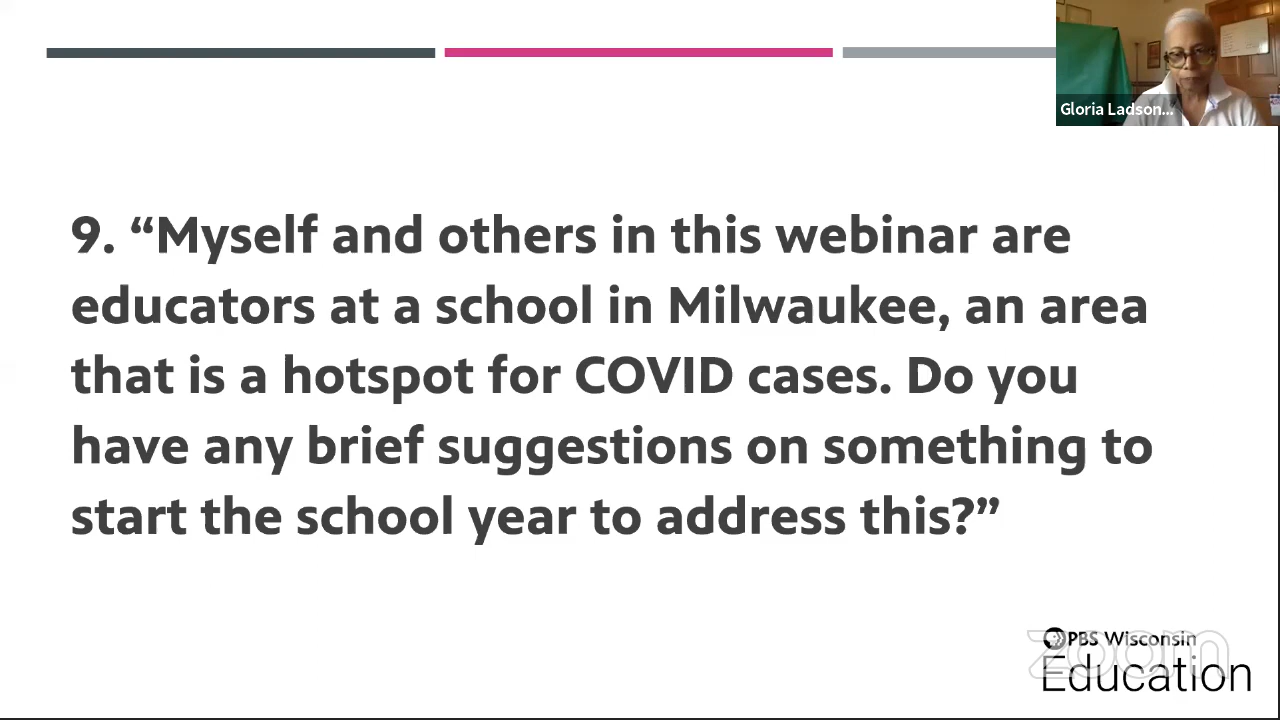 Gloria Ladson...
9. “Myself and others in this webinar are
educators at a school in Milwaukee, an area
that is a hotspot for COVID cases. Do you
have any brief suggestions on something to
start the school year to address this?”
PBS Wisconsin
zoom
Education